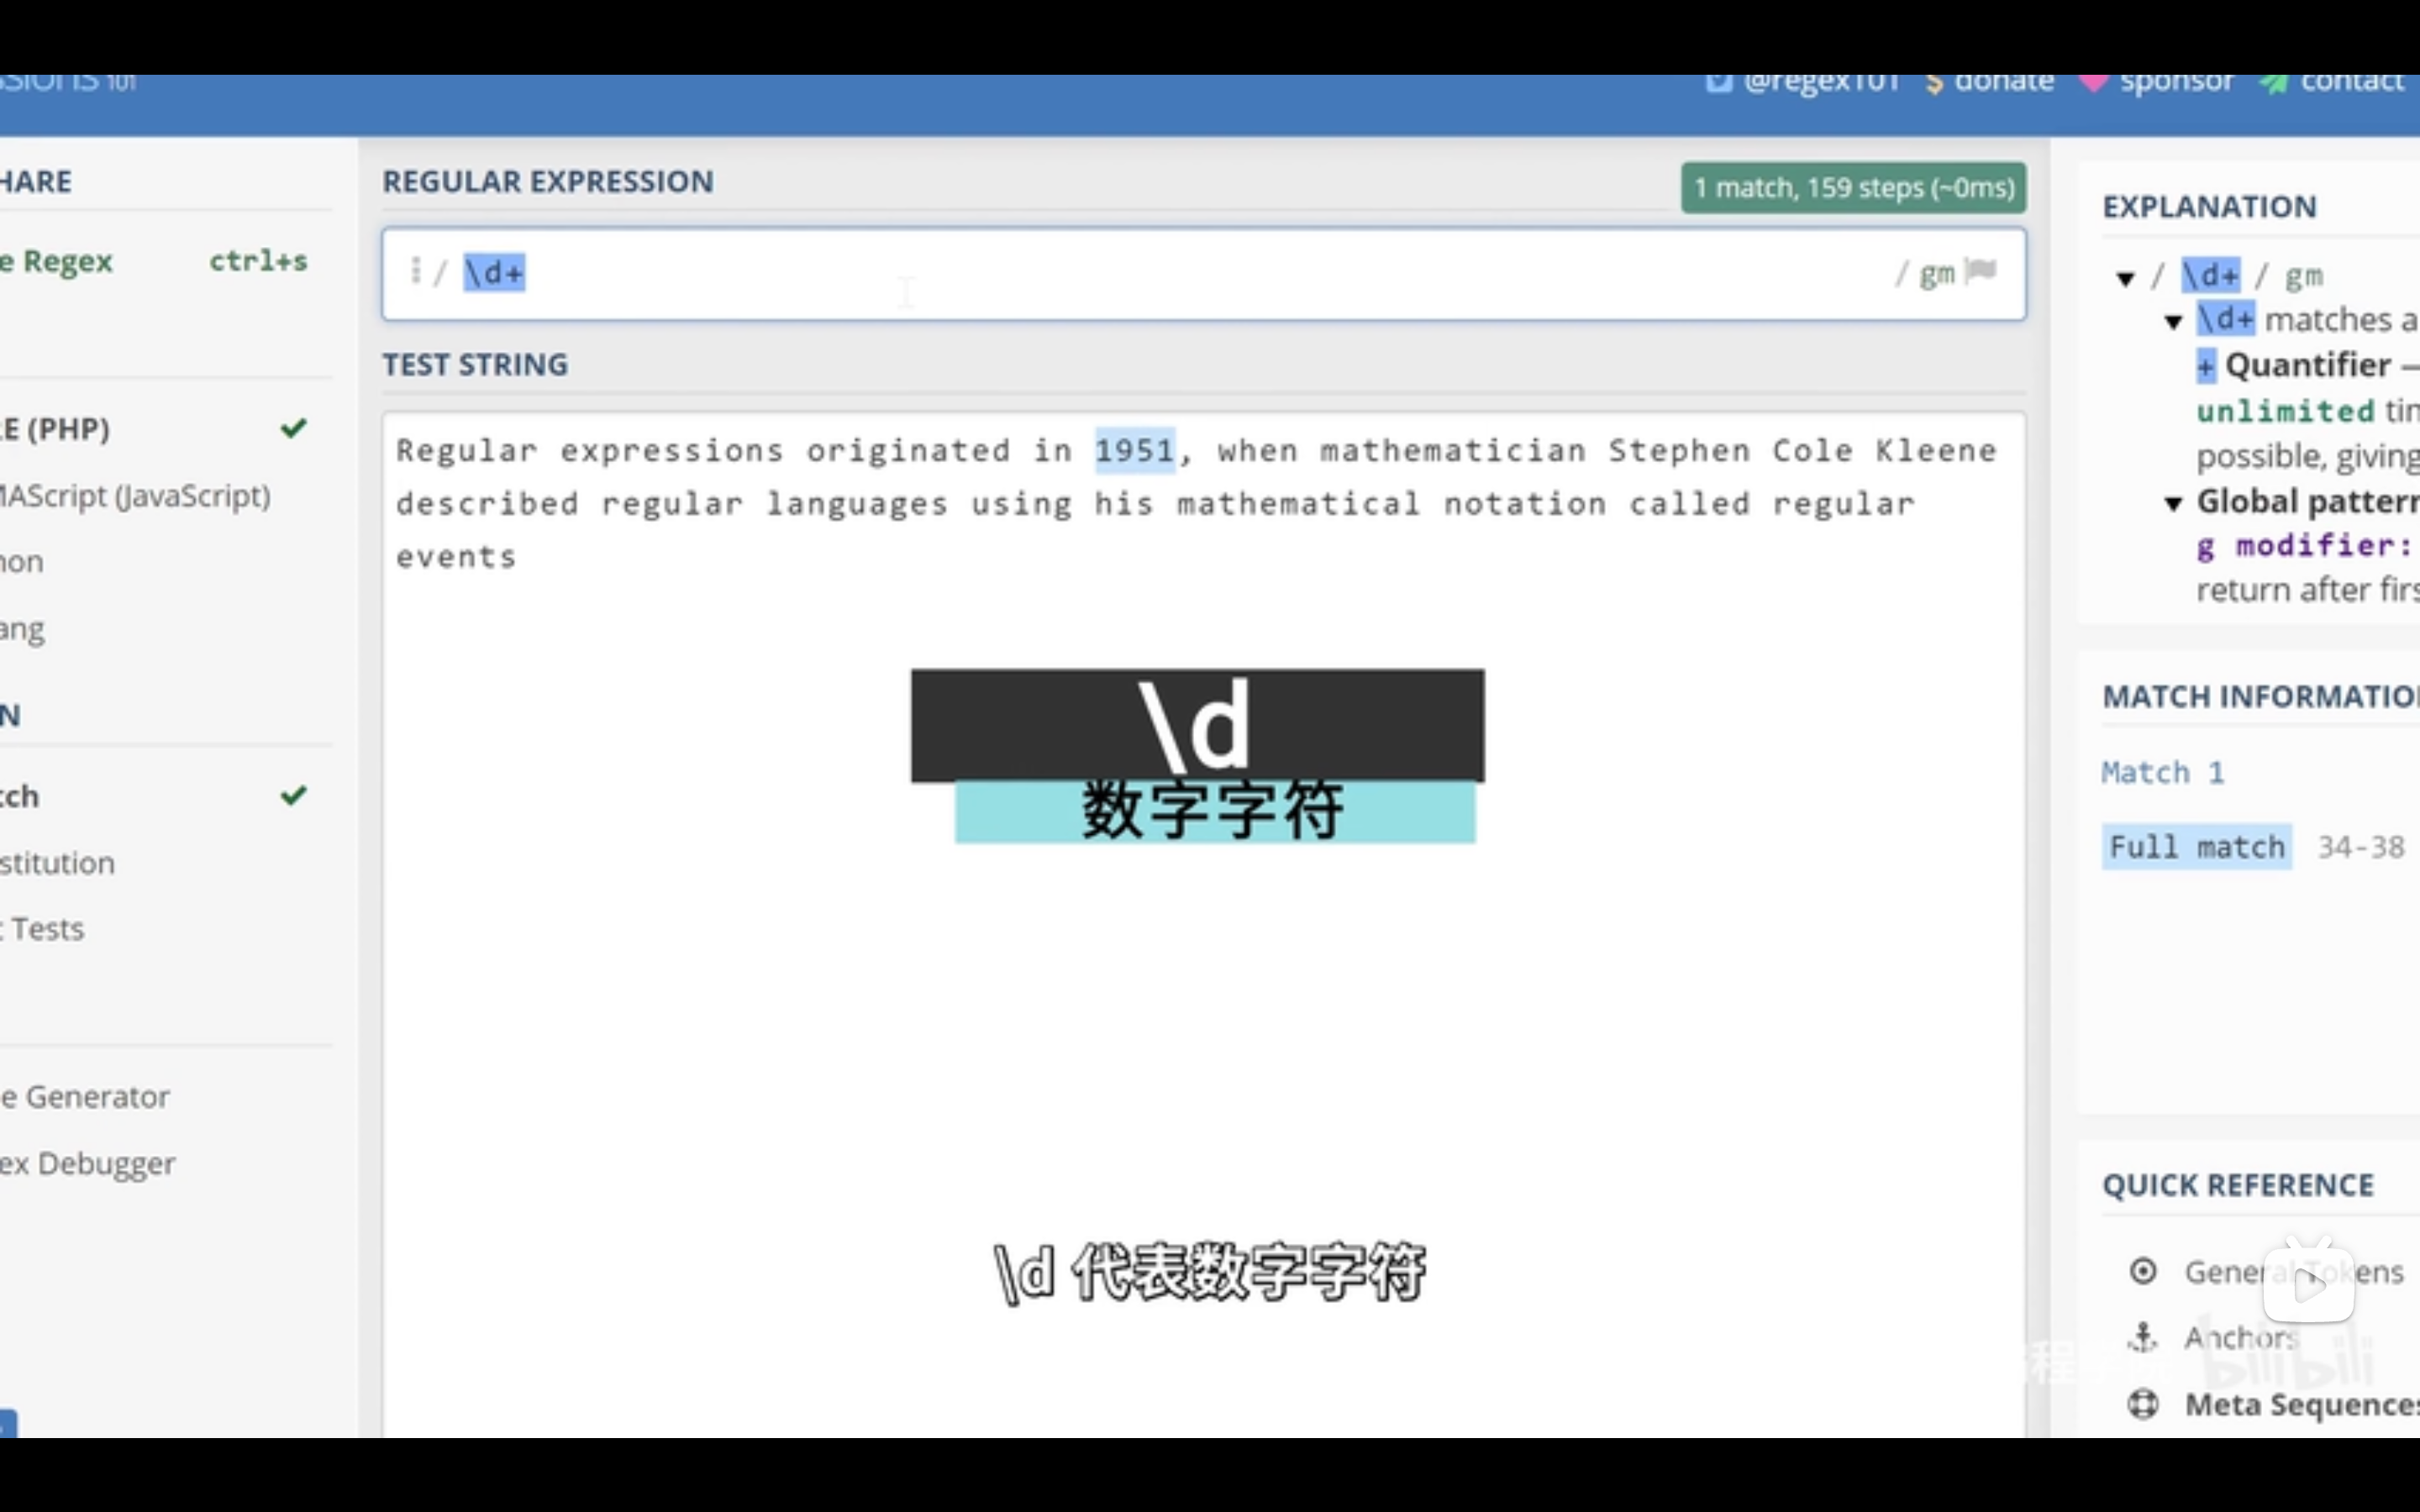 @regex101 donate sponsor contact
HARE
e Regex ctrl+s
E (PHP)
MAScript (JavaScript)
hon
ang
N
tch
stitution
t Tests
e Generator
ex Debugger
REGULAR EXPRESSION
1 match, 159 steps (~0ms)
/ \d+ / gm
TEST STRING
Regular expressions originated in 1951, when mathematician Stephen Cole Kleene
described regular languages using his mathematical notation called regular
events
\d
数字字符
\d 代表数字字符
EXPLANATION
/ \d+ / gm
\d+ matches a
+ Quantifier —
unlimited tin
possible, giving
Global pattern
g modifier:
return after firs
MATCH INFORMATION
Match 1
Full match 34-38
QUICK REFERENCE
General Tokens
Anchors
bilibili
Meta Sequences